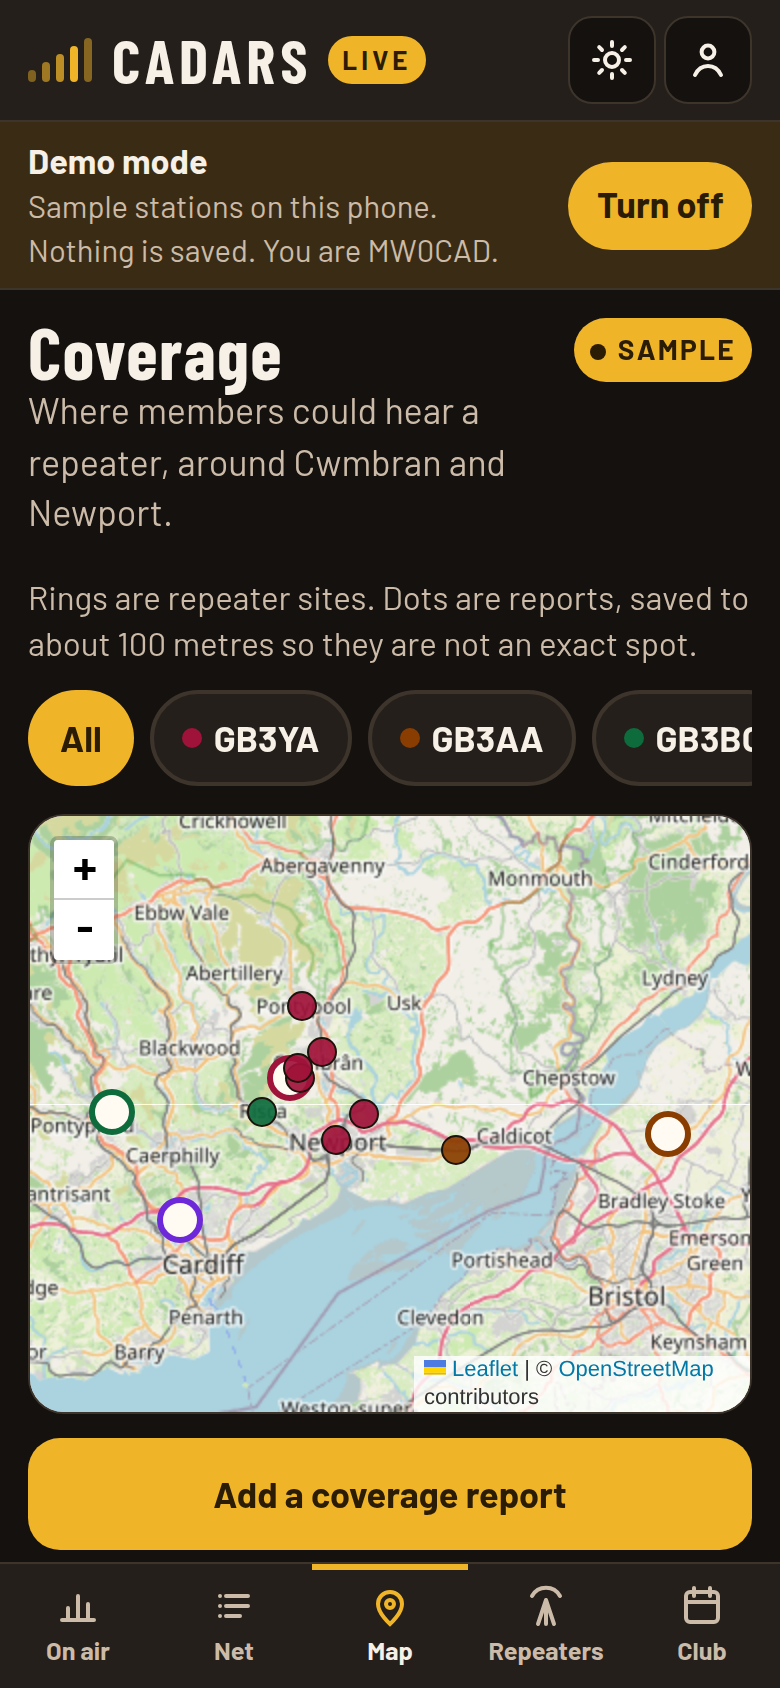 CADARS LIVE
Demo mode
Sample stations on this phone.
Nothing is saved. You are MW0CAD.
Turn off
Coverage
SAMPLE
Where members could hear a
repeater, around Cwmbran and
Newport.
Rings are repeater sites. Dots are reports, saved to
about 100 metres so they are not an exact spot.
All
GB3YA
GB3AA
+
-
Crickhowell
Abergavenny
Monmouth
Cinderford
Ebbw Vale
Abertillery
Usk
Lydney
Blackwood
Chepstow
Caldicot
Caerphilly
Bradley Stoke
Emerson
Green
Cardiff
Portishead
Bristol
Penarth
Clevedon
Barry
Keynsham
Leaflet | © OpenStreetMap
contributors
Add a coverage report
On air
Net
Map
Repeaters
Club